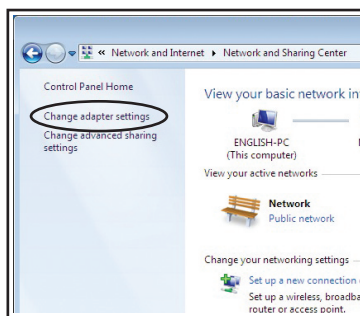 « Network and Internet ▸ Network and Sharing Center
Control Panel Home
Change adapter settings
Change advanced sharing
settings
View your basic network in
ENGLISH-PC
(This computer)
View your active networks
Network
Public network
Change your networking settings
Set up a new connection
Set up a wireless, broadba
router or access point.